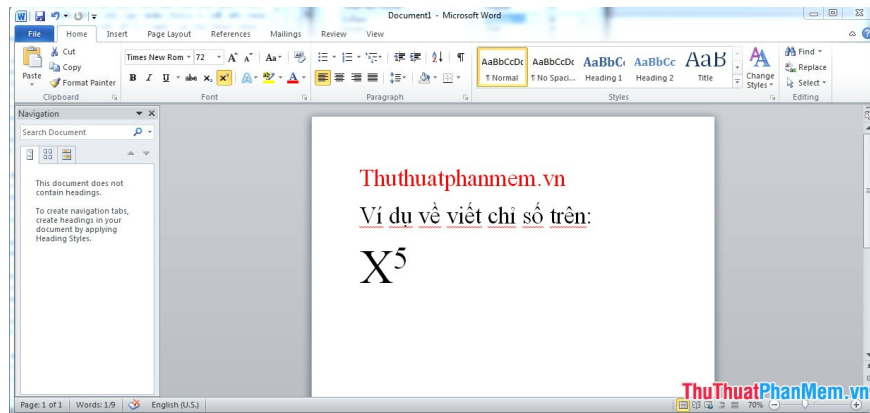 Document1 - Microsoft Word
File Home Insert Page Layout References Mailings Review View
Cut
Copy
Format Painter
Paste
Clipboard
Times New Rom 72
B I U abc X₂ X²
Font
Paragraph
AaBbCcDc AaBbCcDc AaBbC AaBbCc AaB
¶ Normal ¶ No Spaci... Heading 1 Heading 2 Title
Change Styles
Styles
Find
Replace
Select
Editing
Navigation
Search Document
This document does not
contain headings.
To create navigation tabs,
create headings in your
document by applying
Heading Styles.
Thuthuatphanmem.vn
Ví dụ về viết chỉ số trên:
X⁵
Page: 1 of 1 Words: 1/9 English (U.S.) 70%
ThuThuatPhanMem.vn